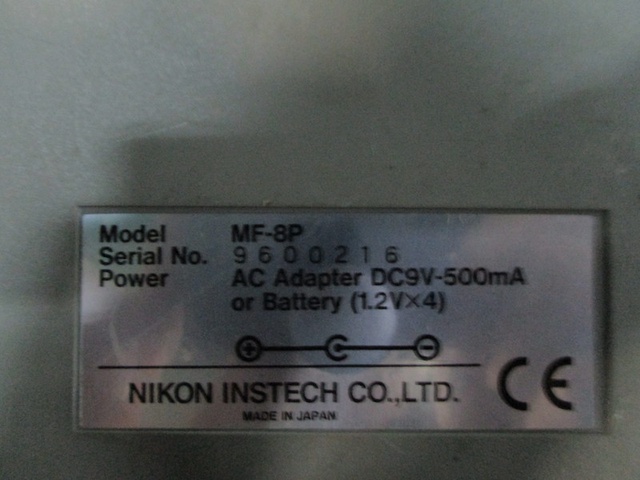 Model MF-8P
Serial No. 9600216
Power AC Adapter DC9V-500mA
or Battery (1.2V×4)
NIKON INSTECH CO.,LTD.
MADE IN JAPAN
CE